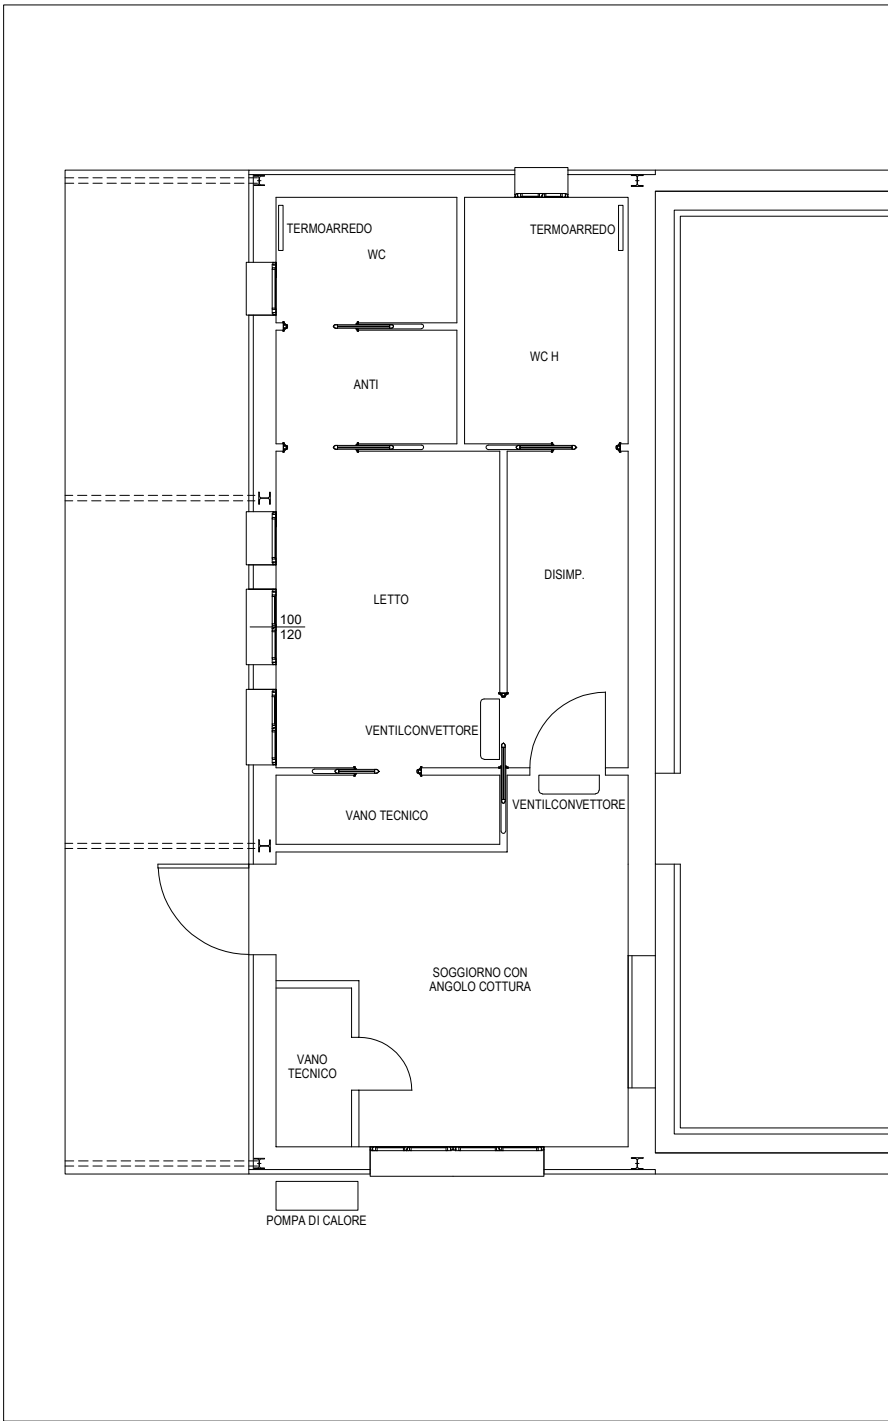 TERMOARREDO
TERMOARREDO
WC
WC H
ANTI
DISIMP.
LETTO
100
120
VENTILCONVETTORE
VENTILCONVETTORE
VANO TECNICO
SOGGIORNO CON
ANGOLO COTTURA
VANO
TECNICO
POMPA DI CALORE